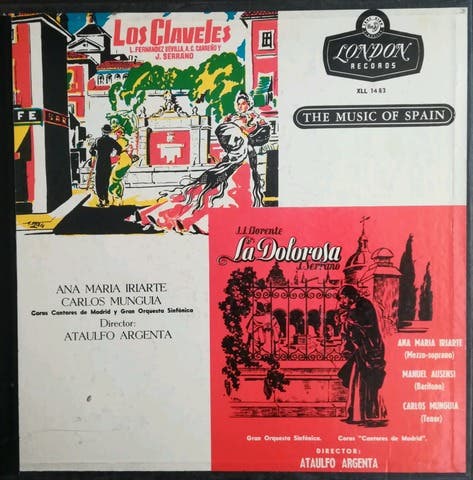 Los Claveles
L. FERNANDEZ SEVILLA, A.C. CARREÑO Y
J. SERRANO
LONDON
RECORDS
XLL 1483
THE MUSIC OF SPAIN
ANA MARIA IRIARTE
CARLOS MUNGUIA
Coros Cantores de Madrid y Gran Orquesta Sinfónica
Director:
ATAULFO ARGENTA
J.J. Llorente
La Dolorosa
J. Serrano
ANA MARIA IRIARTE
(Mezzo-soprano)
MANUEL AUSENSI
(Barítono)
CARLOS MUNGUIA
(Tenor)
Gran Orquesta Sinfónica. Coros "Cantores de Madrid".
DIRECTOR:
ATAULFO ARGENTA